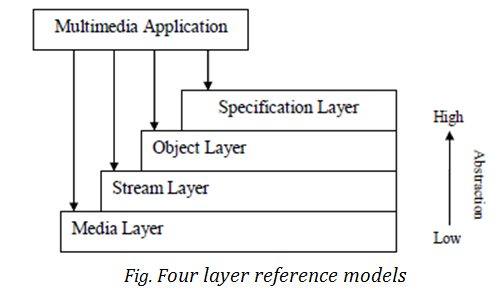 Multimedia Application
Specification Layer
High
Object Layer
Abstraction
Stream Layer
Media Layer
Low
Fig. Four layer reference models